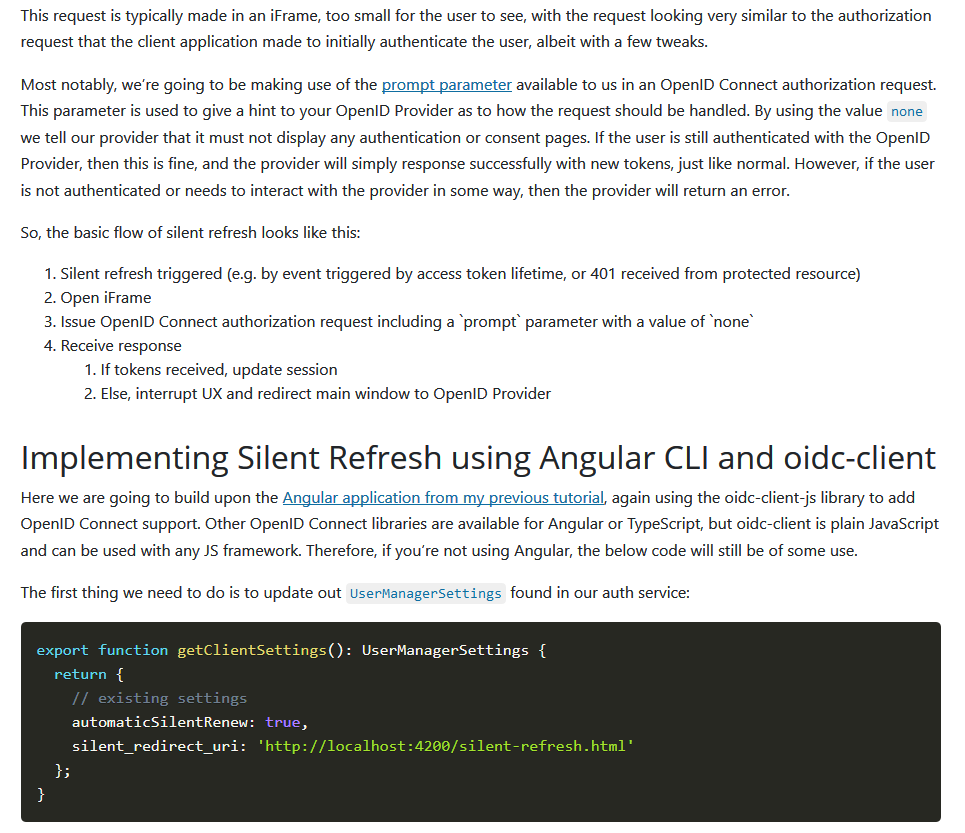 This request is typically made in an iFrame, too small for the user to see, with the request looking very similar to the authorization
request that the client application made to initially authenticate the user, albeit with a few tweaks.
Most notably, we're going to be making use of the prompt parameter available to us in an OpenID Connect authorization request.
This parameter is used to give a hint to your OpenID Provider as to how the request should be handled. By using the value none
we tell our provider that it must not display any authentication or consent pages. If the user is still authenticated with the OpenID
Provider, then this is fine, and the provider will simply response successfully with new tokens, just like normal. However, if the user
is not authenticated or needs to interact with the provider in some way, then the provider will return an error.
So, the basic flow of silent refresh looks like this:
1. Silent refresh triggered (e.g. by event triggered by access token lifetime, or 401 received from protected resource)
2. Open iFrame
3. Issue OpenID Connect authorization request including a `prompt` parameter with a value of `none`
4. Receive response
1. If tokens received, update session
2. Else, interrupt UX and redirect main window to OpenID Provider
Implementing Silent Refresh using Angular CLI and oidc-client
Here we are going to build upon the Angular application from my previous tutorial, again using the oidc-client-js library to add
OpenID Connect support. Other OpenID Connect libraries are available for Angular or TypeScript, but oidc-client is plain JavaScript
and can be used with any JS framework. Therefore, if you're not using Angular, the below code will still be of some use.
The first thing we need to do is to update out UserManagerSettings found in our auth service:
export function getClientSettings(): UserManagerSettings {
return {
// existing settings
automaticSilentRenew: true,
silent_redirect_uri: 'http://localhost:4200/silent-refresh.html'
};
}